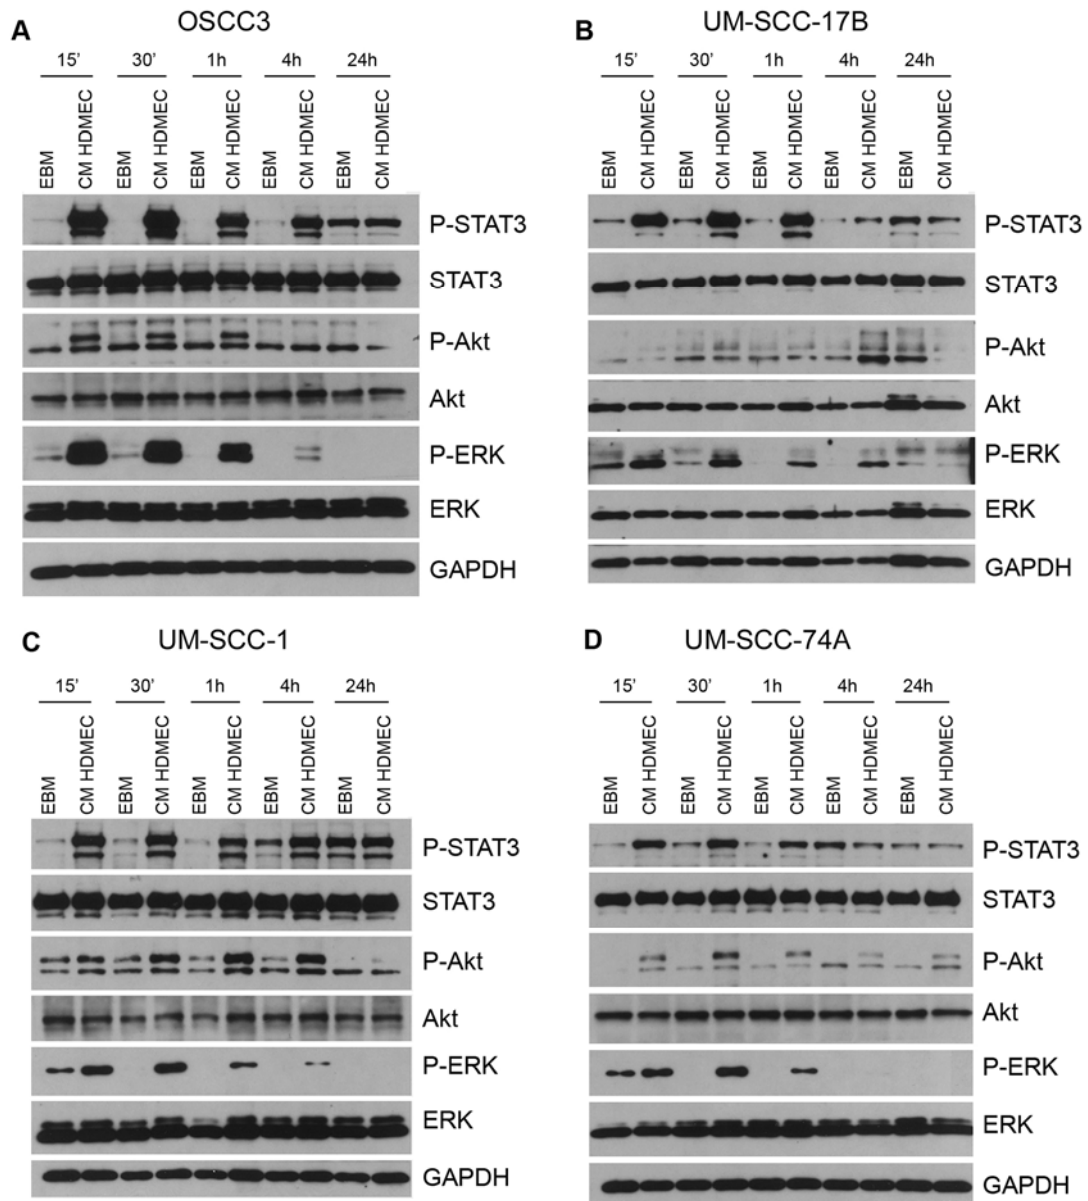 A OSCC3
15' 30' 1h 4h 24h
EBM CM HDMEC EBM CM HDMEC EBM CM HDMEC EBM CM HDMEC EBM CM HDMEC
P-STAT3
STAT3
P-Akt
Akt
P-ERK
ERK
GAPDH
B UM-SCC-17B
15' 30' 1h 4h 24h
EBM CM HDMEC EBM CM HDMEC EBM CM HDMEC EBM CM HDMEC EBM CM HDMEC
P-STAT3
STAT3
P-Akt
Akt
P-ERK
ERK
GAPDH
C UM-SCC-1
15' 30' 1h 4h 24h
EBM CM HDMEC EBM CM HDMEC EBM CM HDMEC EBM CM HDMEC EBM CM HDMEC
P-STAT3
STAT3
P-Akt
Akt
P-ERK
ERK
GAPDH
D UM-SCC-74A
15' 30' 1h 4h 24h
EBM CM HDMEC EBM CM HDMEC EBM CM HDMEC EBM CM HDMEC EBM CM HDMEC
P-STAT3
STAT3
P-Akt
Akt
P-ERK
ERK
GAPDH